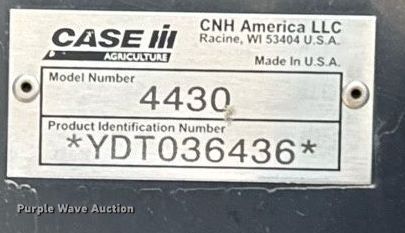 CASE III
AGRICULTURE
CNH America LLC
Racine, WI 53404 U.S.A.
Made In U.S.A.
Model Number
4430
Product Identification Number
*YDT036436*
Purple Wave Auction